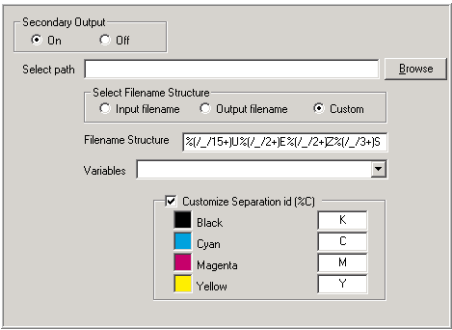 Secondary Output
On Off
Select path Browse
Select Filename Structure
Input filename Output filename Custom
Filename Structure %(/_/15+)U%(/_/2+)E%(/_/2+)Z%(/_/3+)S
Variables
Customize Separation id (%C)
Black K
Cyan C
Magenta M
Yellow Y